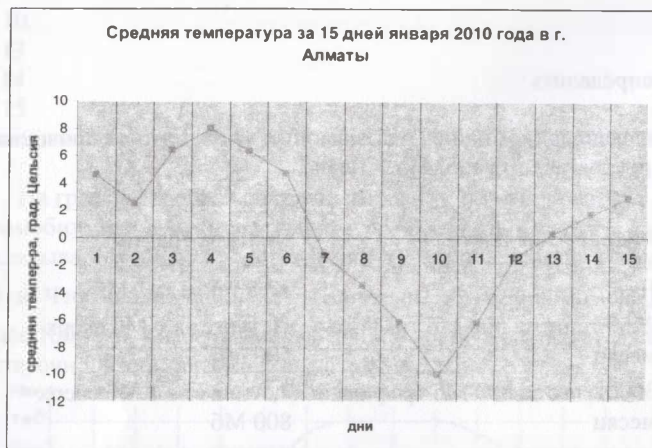 Средняя температура за 15 дней января 2010 года в г.
Алматы
средняя темпер-ра, град. Цельсия
10
8
6
4
2
0
-2
-4
-6
-8
-10
-12
1 2 3 4 5 6 7 8 9 10 11 12 13 14 15
дни
800 Мб